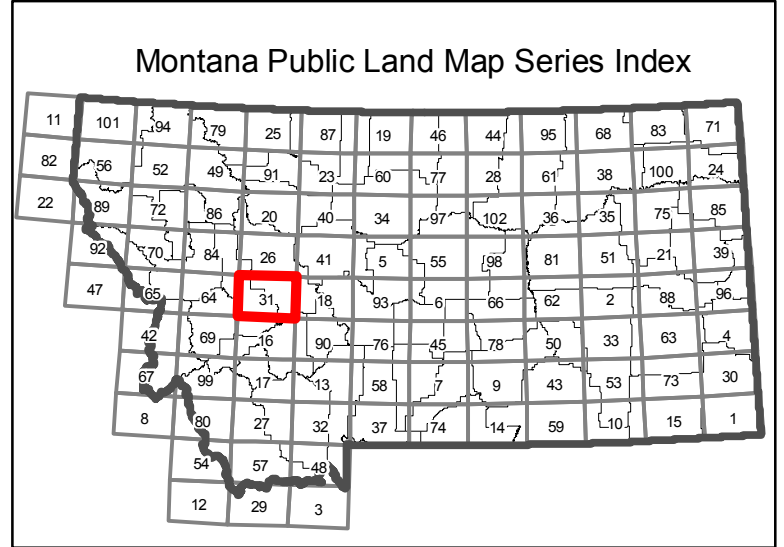 Montana Public Land Map Series Index
11 101 94 79 25 87 19 46 44 95 68 83 71
82 56 52 49 91 23 60 77 28 61 38 100 24
22 89 72 86 20 40 34 97 102 36 35 75 85
92 70 84 26 41 5 55 98 81 51 21 39
47 65 64 31 18 93 6 66 62 2 88 96
42 69 16 90 76 45 78 50 33 63 4
67 99 17 13 58 7 9 43 53 73 30
8 80 27 32 37 74 14 59 10 15 1
54 57 48
12 29 3